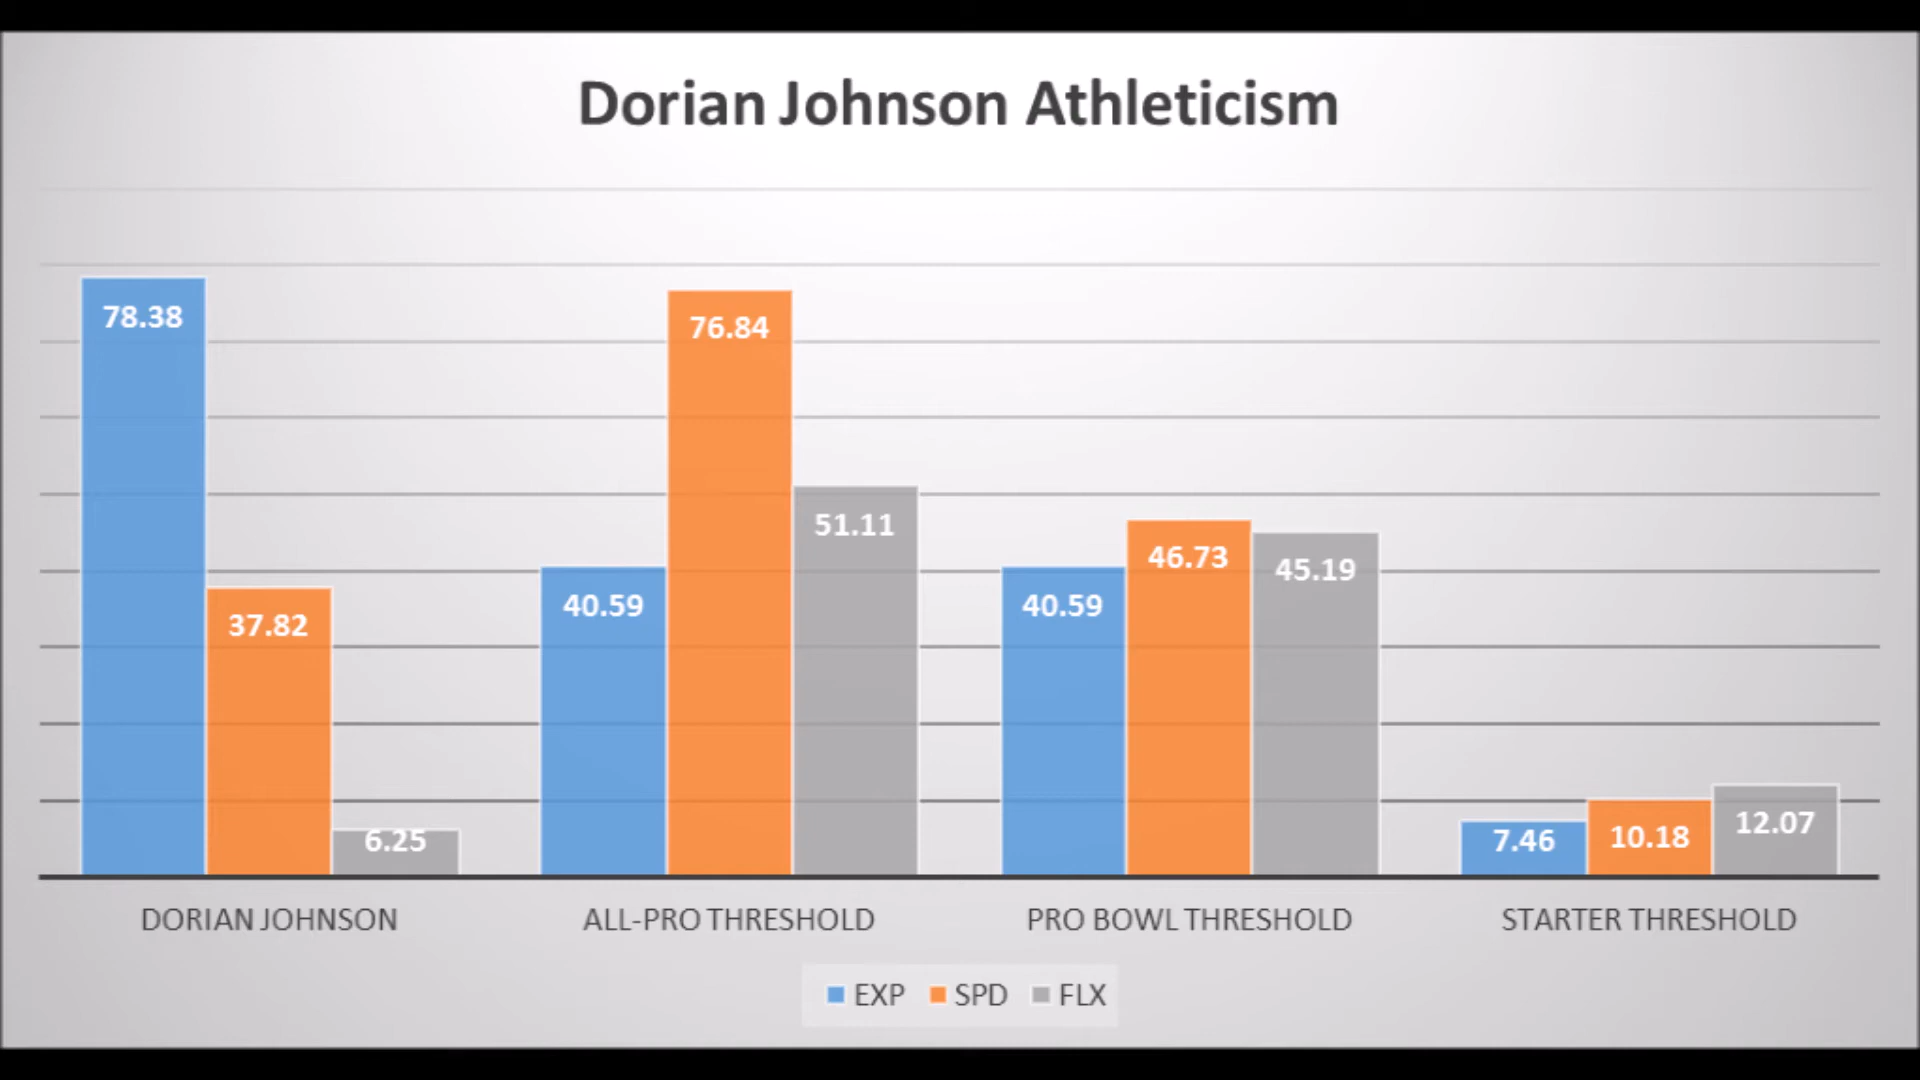 Dorian Johnson Athleticism
78.38
37.82
6.25
40.59
76.84
51.11
40.59
46.73
45.19
7.46
10.18
12.07
DORIAN JOHNSON
ALL-PRO THRESHOLD
PRO BOWL THRESHOLD
STARTER THRESHOLD
EXP SPD FLX